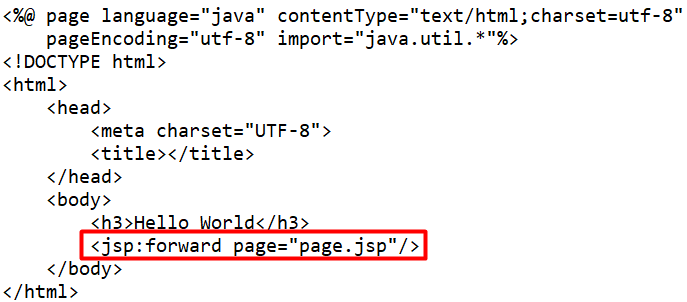 <%@ page language="java" contentType="text/html;charset=utf-8"
    pageEncoding="utf-8" import="java.util.*"%>
<!DOCTYPE html>
<html>
    <head>
        <meta charset="UTF-8">
        <title></title>
    </head>
    <body>
        <h3>Hello World</h3>
        <jsp:forward page="page.jsp"/>
    </body>
</html>